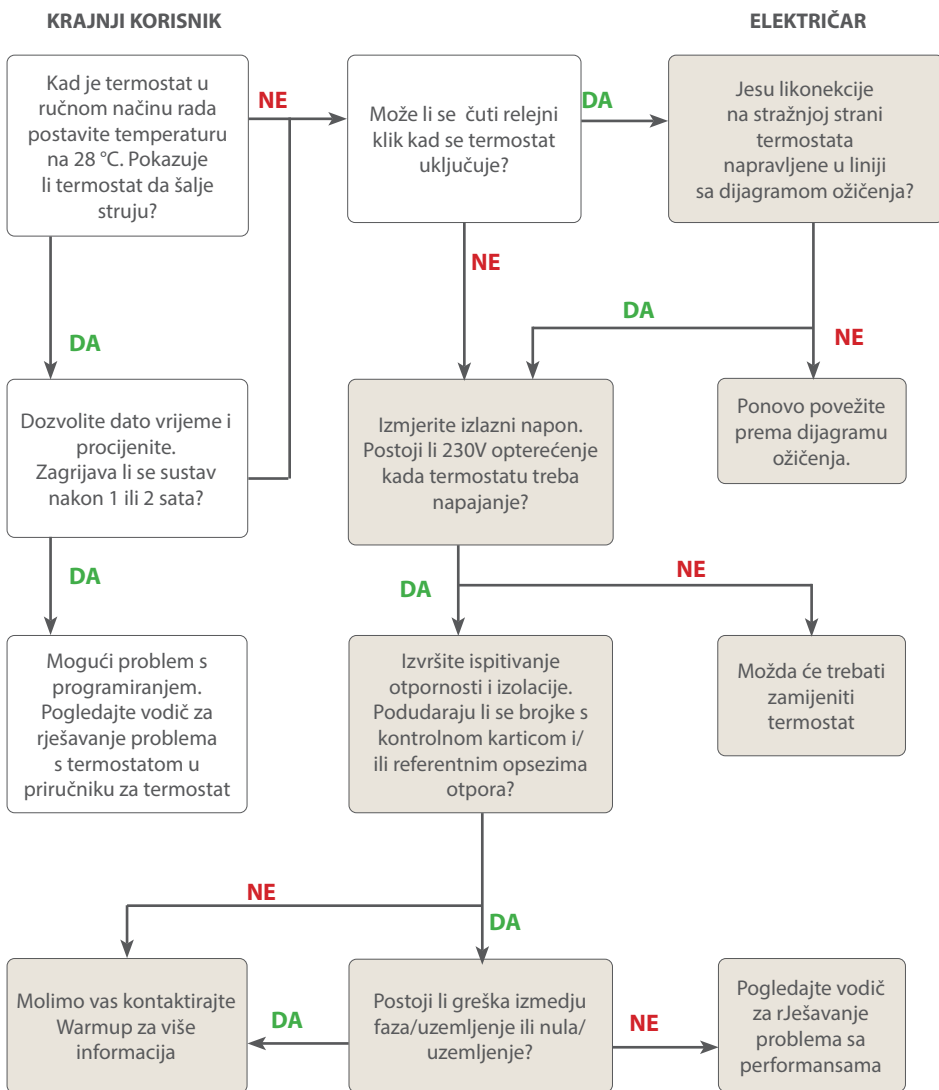 KRAJNJI KORISNIK
ELEKTRIČAR
Kad je termostat u
ručnom načinu rada
postavite temperaturu
na 28 °C. Pokazuje
li termostat da šalje
struju?
NE
Može li se čuti relejni
klik kad se termostat
uključuje?
DA
Jesu likonekcije
na stražnjoj strani
termostata
napravljene u liniji
sa dijagramom ožičenja?
DA
NE
DA
NE
Dozvolite dato vrijeme i
procijenite.
Zagrijava li se sustav
nakon 1 ili 2 sata?
Izmjerite izlazni napon.
Postoji li 230V opterećenje
kada termostatu treba
napajanje?
Ponovo povežite
prema dijagramu
ožičenja.
DA
DA
NE
Mogući problem s
programiranjem.
Pogledajte vodič za
rješavanje problema
s termostatom u
priručniku za termostat
Izvršite ispitivanje
otpornosti i izolacije.
Podudaraju li se brojke s
kontrolnom karticom i/
ili referentnim opsezima
otpora?
Možda će trebati
zamijeniti
termostat
NE
DA
Molimo vas kontaktirajte
Warmup za više
informacija
DA
Postoji li greška izmedju
faza/uzemljenje ili nula/
uzemljenje?
NE
Pogledajte vodič
za rJešavanje
problema sa
performansama